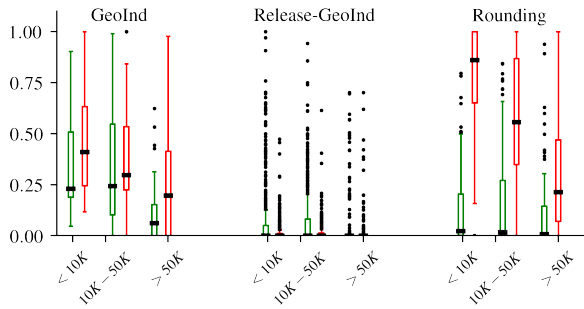 GeoInd Release-GeoInd Rounding
1.00
0.75
0.50
0.25
0.00
< 10K 10K − 50K > 50K < 10K 10K − 50K > 50K < 10K 10K − 50K > 50K